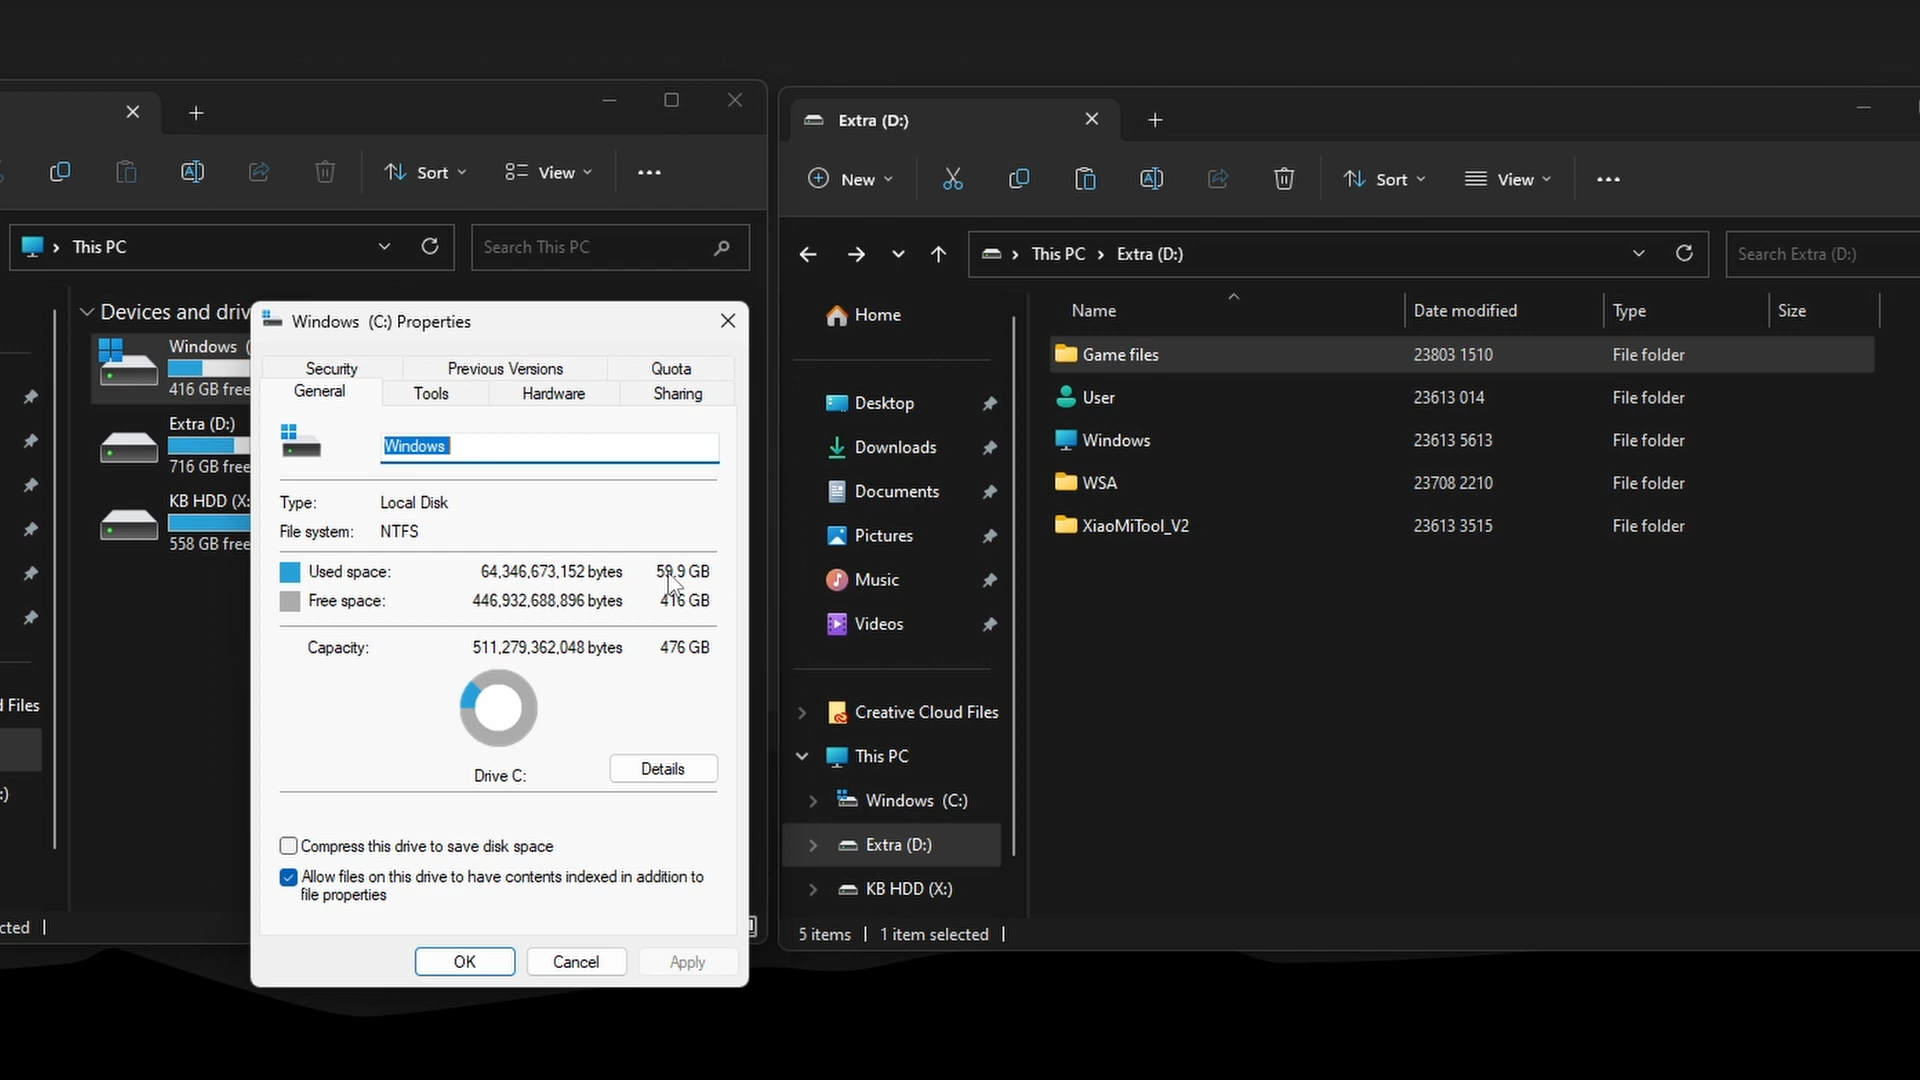 Sort
View
This PC
Search This PC
Devices and driv
Windows (
416 GB free
Extra (D:)
716 GB free
KB HDD (X:
558 GB free
d Files
:)
cted
Windows (C:) Properties
Security
Previous Versions
Quota
General
Tools
Hardware
Sharing
Windows
Type: Local Disk
File system: NTFS
Used space: 64,346,673,152 bytes 59.9 GB
Free space: 446,932,688,896 bytes 416 GB
Capacity: 511,279,362,048 bytes 476 GB
Drive C:
Details
Compress this drive to save disk space
Allow files on this drive to have contents indexed in addition to
file properties
OK
Cancel
Apply
Extra (D:)
New
Sort
View
This PC
Extra (D:)
Search Extra (D:)
Home
Desktop
Downloads
Documents
Pictures
Music
Videos
Creative Cloud Files
This PC
Windows (C:)
Extra (D:)
KB HDD (X:)
Name Date modified Type Size
Game files 23803 1510 File folder
User 23613 014 File folder
Windows 23613 5613 File folder
WSA 23708 2210 File folder
XiaoMiTool_V2 23613 3515 File folder
5 items
1 item selected